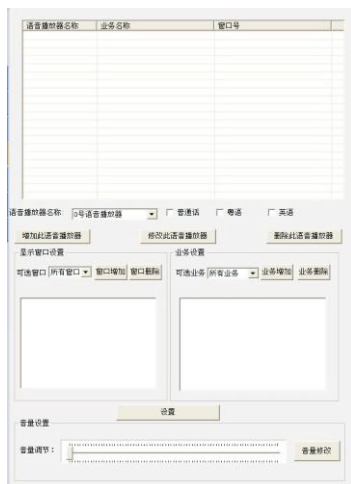 语音播放器名称 业务名称 窗口号
语音播放器名称 0号语音播放器 普通话 粤语 英语
增加此语音播放器 修改此语音播放器 删除此语音播放器
显示窗口设置 业务设置
可选窗口 所有窗口 窗口增加 窗口删除 可选业务 所有业务 业务增加 业务删除
设置
音量设置
音量调节: 音量修改